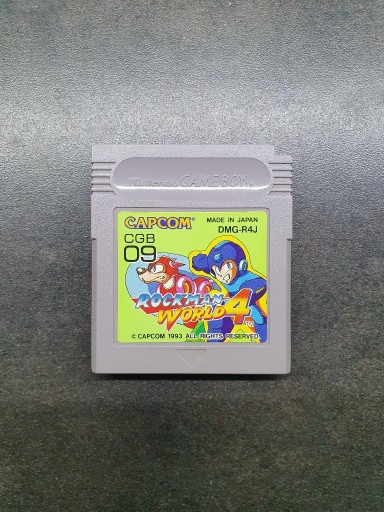 Nintendo GAME BOY
CAPCOM
MADE IN JAPAN
DMG-R4J
CGB
09
ROCKMAN
WORLD 4
TM
© CAPCOM 1993 ALL RIGHTS RESERVED